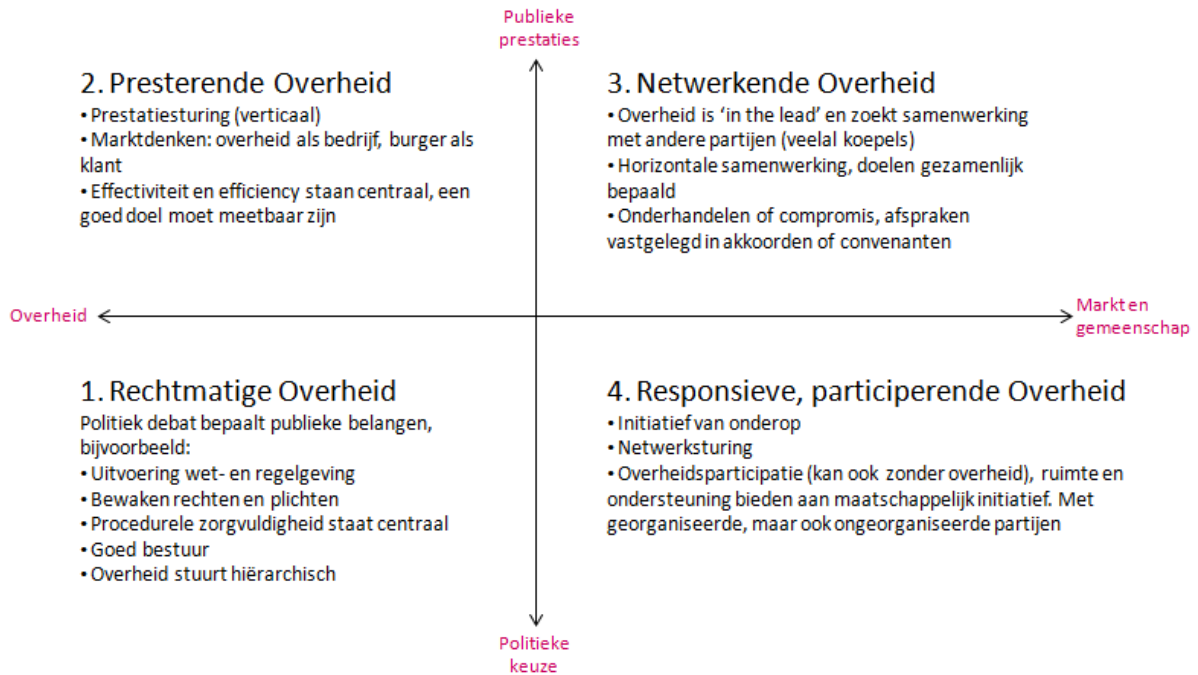 Publieke
prestaties
2. Presterende Overheid
• Prestatiesturing (verticaal)
• Marktdenken: overheid als bedrijf, burger als
klant
• Effectiviteit en efficiency staan centraal, een
goed doel moet meetbaar zijn
3. Netwerkende Overheid
• Overheid is ‘in the lead’ en zoekt samenwerking
met andere partijen (veelal koepels)
• Horizontale samenwerking, doelen gezamenlijk
bepaald
• Onderhandelen of compromis, afspraken
vastgelegd in akkoorden of convenanten
Overheid
Markt en
gemeenschap
1. Rechtmatige Overheid
Politiek debat bepaalt publieke belangen,
bijvoorbeeld:
• Uitvoering wet- en regelgeving
• Bewaken rechten en plichten
• Procedurele zorgvuldigheid staat centraal
• Goed bestuur
• Overheid stuurt hiërarchisch
4. Responsieve, participerende Overheid
• Initiatief van onderop
• Netwerksturing
• Overheidsparticipatie (kan ook zonder overheid), ruimte en
ondersteuning bieden aan maatschappelijk initiatief. Met
georganiseerde, maar ook ongeorganiseerde partijen
Politieke
keuze